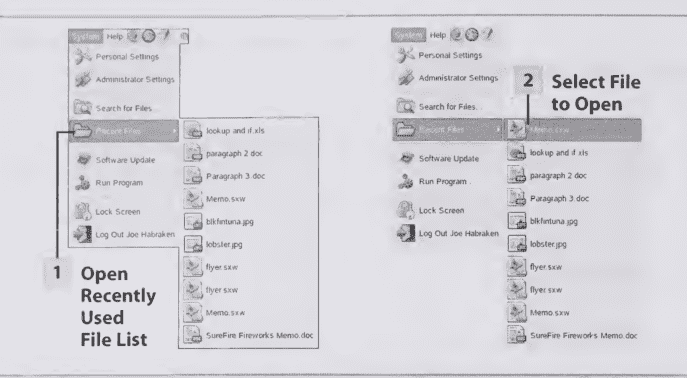 System Help
Personal Settings
Administrator Settings
Search for Files...
Recent Files
Software Update
Run Program
Lock Screen
Log Out Joe Habraken
lookup and if.xls
paragraph 2 doc
Paragraph 3 doc
Memo.sxw
blkfintuna.jpg
lobster.jpg
flyer sxw
flyer sxw
Memo.sxw
SureFire Fireworks Memo.doc
1 Open
Recently
Used
File List
System Help
Personal Settings
Administrator Settings
Search for Files. .
Recent Files
Software Update
Run Program .
Lock Screen
Log Out Joe Habraken
2 Select File
to Open
Memo.sxw
lookup and if xls
paragraph 2 doc
Paragraph 3 doc
blkfintuna.jpg
lobster.jpg
flyer.sxw
flyer sxw
Memo.sxw
SureFire Fireworks Memo.doc